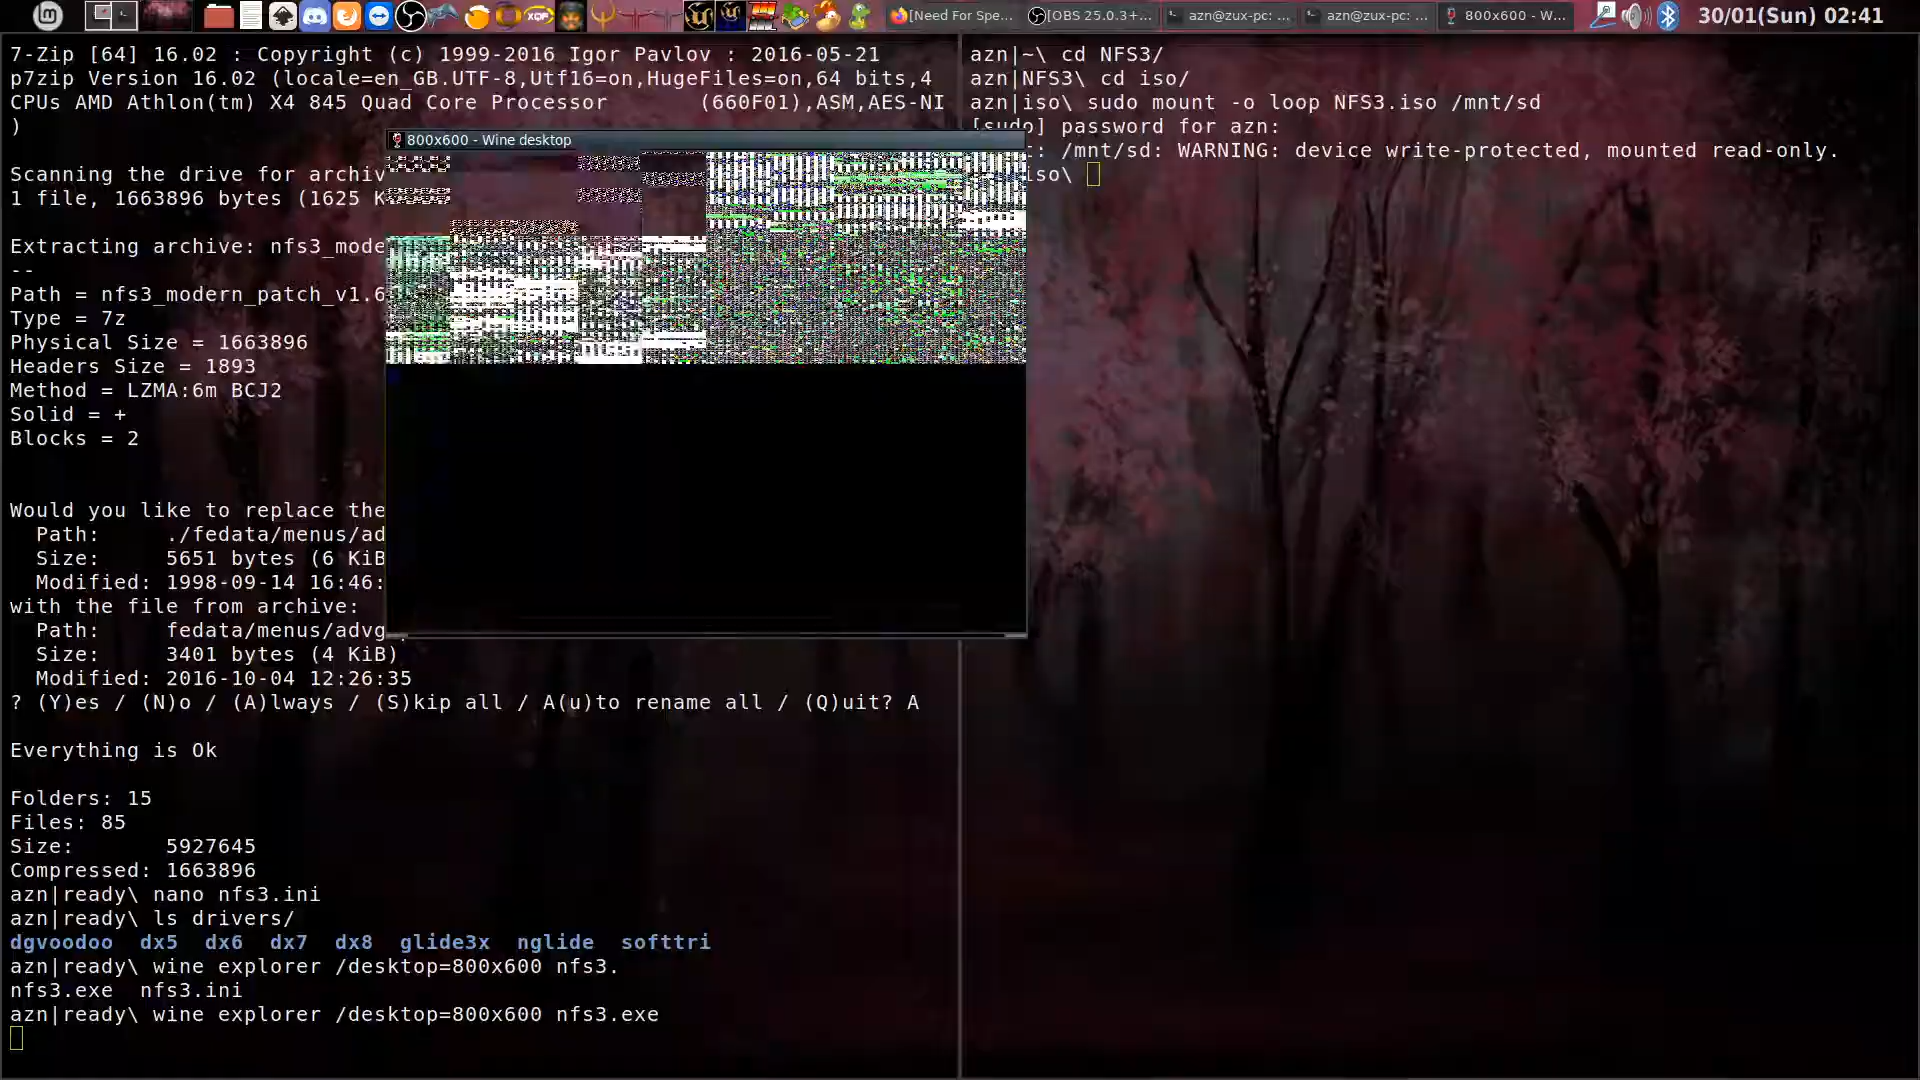 [Need For Spe...
[OBS 25.0.3+...
azn@zux-pc: ...
azn@zux-pc: ...
800x600 - W...
30/01(Sun) 02:41
7-Zip [64] 16.02 : Copyright (c) 1999-2016 Igor Pavlov : 2016-05-21
p7zip Version 16.02 (locale=en_GB.UTF-8,Utf16=on,HugeFiles=on,64 bits,4
CPUs AMD Athlon(tm) X4 845 Quad Core Processor (660F01),ASM,AES-NI
)
Scanning the drive for archiv
1 file, 1663896 bytes (1625 K
Extracting archive: nfs3_mode
--
Path = nfs3_modern_patch_v1.6
Type = 7z
Physical Size = 1663896
Headers Size = 1893
Method = LZMA:6m BCJ2
Solid = +
Blocks = 2
Would you like to replace the
Path: ./fedata/menus/ad
Size: 5651 bytes (6 KiB
Modified: 1998-09-14 16:46:
with the file from archive:
Path: fedata/menus/advg
Size: 3401 bytes (4 KiB)
Modified: 2016-10-04 12:26:35
? (Y)es / (N)o / (A)lways / (S)kip all / A(u)to rename all / (Q)uit? A
Everything is Ok
Folders: 15
Files: 85
Size: 5927645
Compressed: 1663896
azn|ready\ nano nfs3.ini
azn|ready\ ls drivers/
dgvoodoo dx5 dx6 dx7 dx8 glide3x nglide softtri
azn|ready\ wine explorer /desktop=800x600 nfs3.
nfs3.exe nfs3.ini
azn|ready\ wine explorer /desktop=800x600 nfs3.exe
800x600 - Wine desktop
azn|~\ cd NFS3/
azn|NFS3\ cd iso/
azn|iso\ sudo mount -o loop NFS3.iso /mnt/sd
[sudo] password for azn:
: /mnt/sd: WARNING: device write-protected, mounted read-only.
iso\